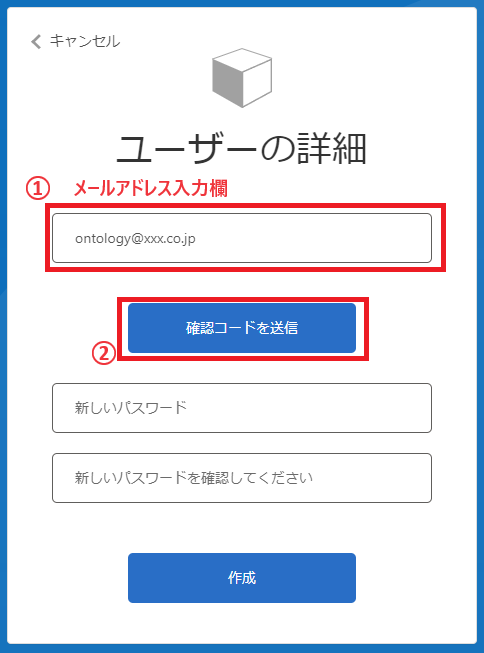 キャンセル
ユーザーの詳細
① メールアドレス入力欄
ontology@xxx.co.jp
確認コードを送信
②
新しいパスワード
新しいパスワードを確認してください
作成